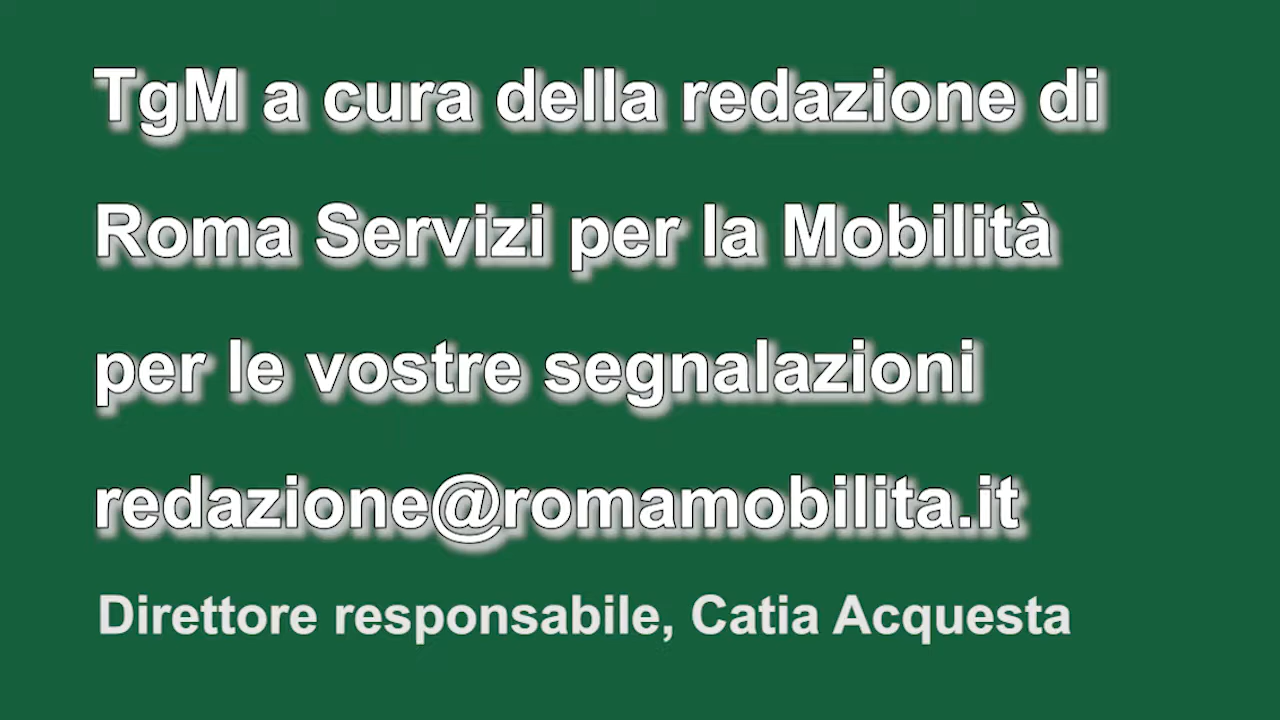 TgM a cura della redazione di
Roma Servizi per la Mobilità
per le vostre segnalazioni
redazione@romamobilita.it
Direttore responsabile, Catia Acquesta